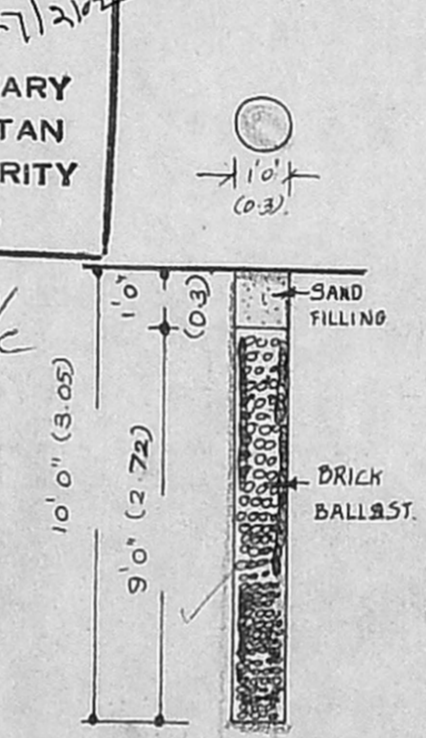 ARY
TAN
RITY
1'0"
(0.3).
1'0"
(0.3)
SAND
FILLING
10'0" (3.05)
9'0" (2.72)
BRICK
BALLAST.